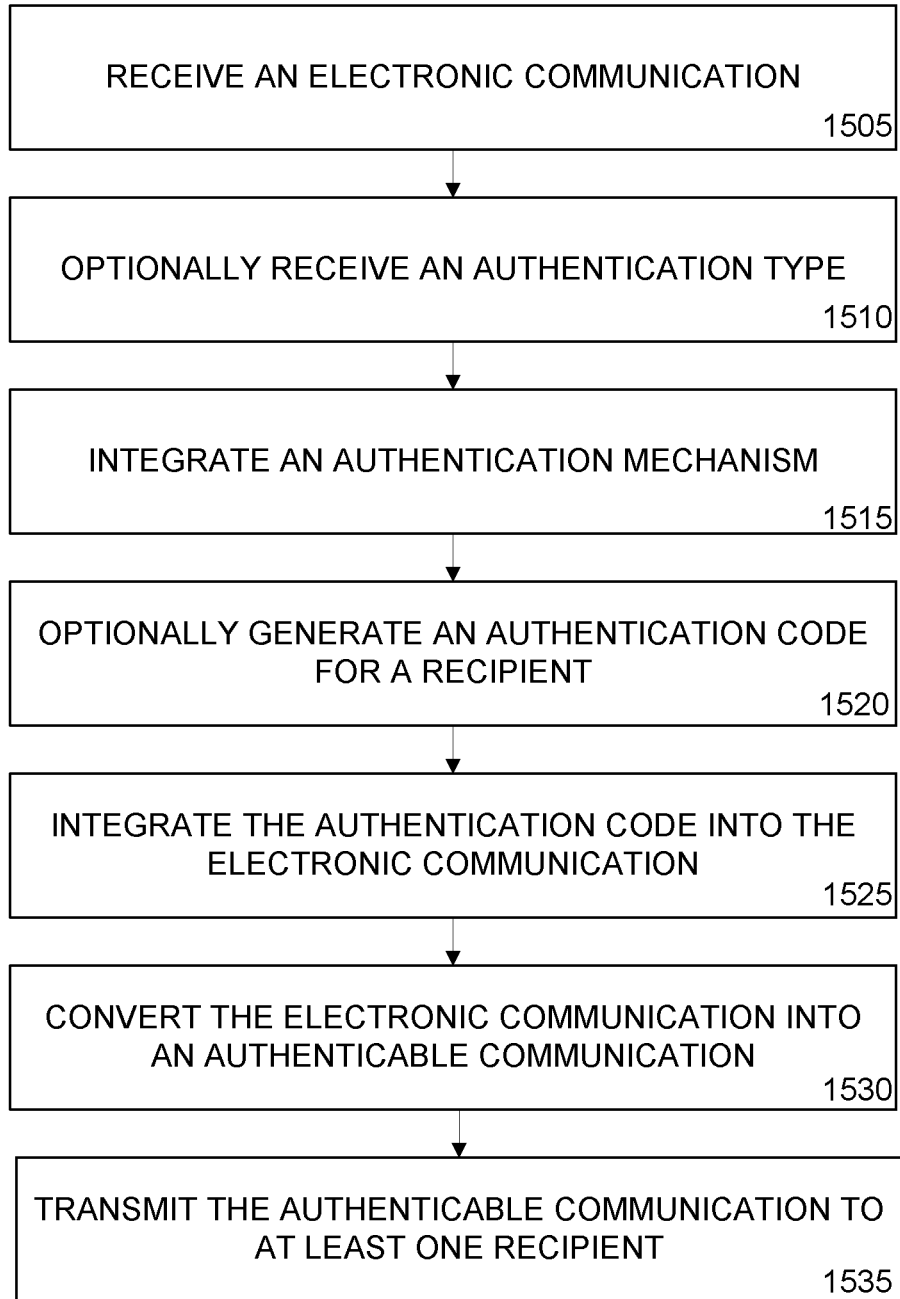 RECEIVE AN ELECTRONIC COMMUNICATION
1505
OPTIONALLY RECEIVE AN AUTHENTICATION TYPE
1510
INTEGRATE AN AUTHENTICATION MECHANISM
1515
OPTIONALLY GENERATE AN AUTHENTICATION CODE
FOR A RECIPIENT
1520
INTEGRATE THE AUTHENTICATION CODE INTO THE
ELECTRONIC COMMUNICATION
1525
CONVERT THE ELECTRONIC COMMUNICATION INTO
AN AUTHENTICABLE COMMUNICATION
1530
TRANSMIT THE AUTHENTICABLE COMMUNICATION TO
AT LEAST ONE RECIPIENT
1535